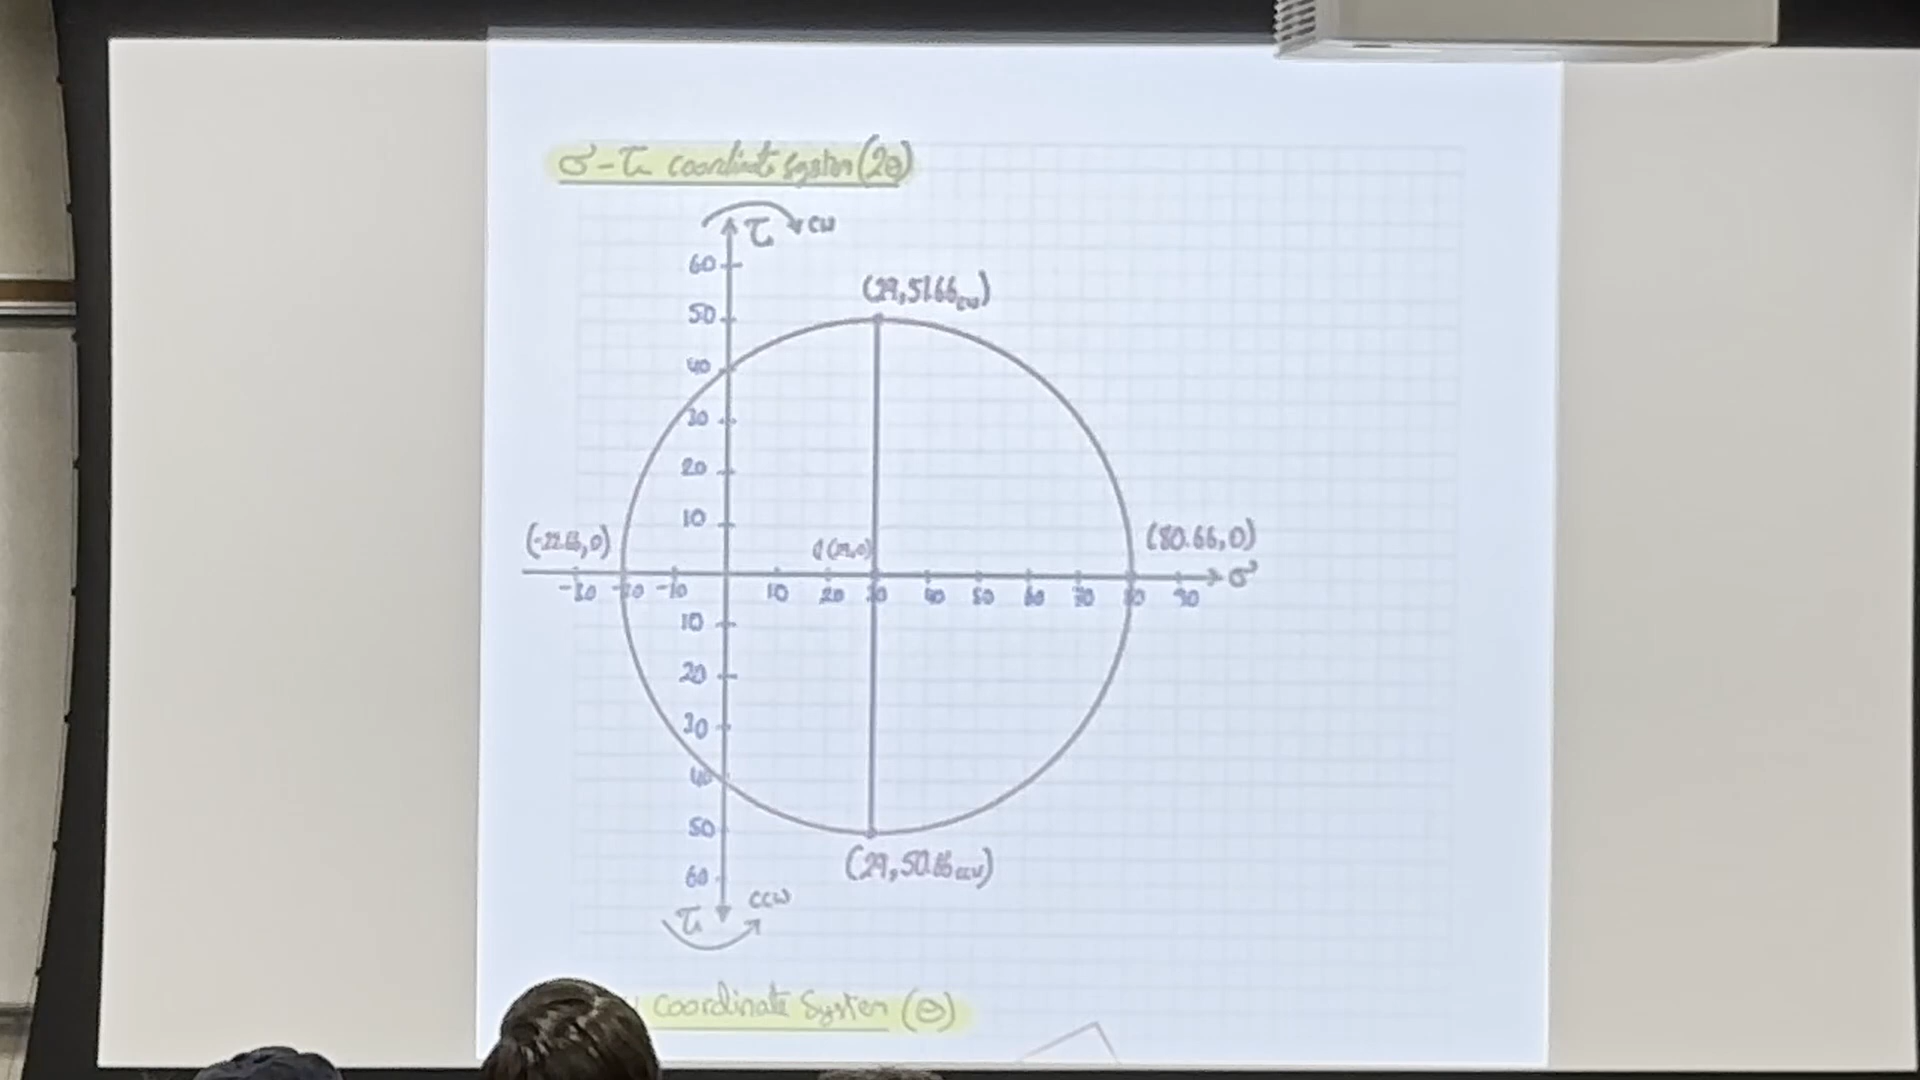 σ-τ coordinate system (2θ)
τ CW
60
(29, 51.66cw)
50
40
30
20
10
(-22.66, 0)
C (29,0)
(80.66, 0)
σ
-30 -20 -10 10 20 30 40 50 60 70 80 90
10
20
30
40
50
(29, 50.66ccw)
60
CCW
τ
coordinate System (θ)